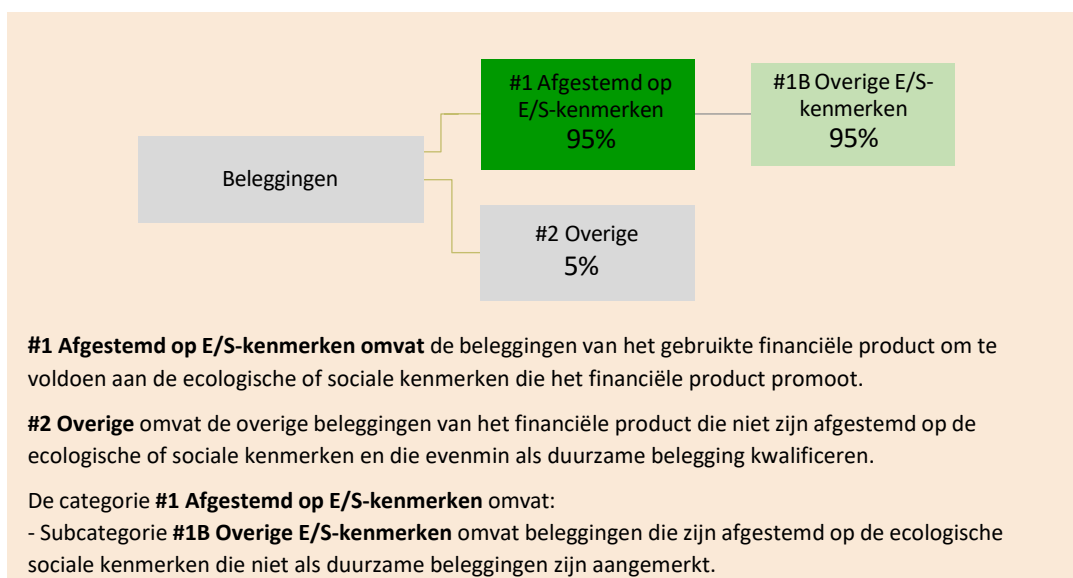 #1 Afgestemd op
E/S-kenmerken
95%
#1B Overige E/S-
kenmerken
95%
Beleggingen
#2 Overige
5%
#1 Afgestemd op E/S-kenmerken omvat de beleggingen van het gebruikte financiële product om te
voldoen aan de ecologische of sociale kenmerken die het financiële product promoot.
#2 Overige omvat de overige beleggingen van het financiële product die niet zijn afgestemd op de
ecologische of sociale kenmerken en die evenmin als duurzame belegging kwalificeren.
De categorie #1 Afgestemd op E/S-kenmerken omvat:
- Subcategorie #1B Overige E/S-kenmerken omvat beleggingen die zijn afgestemd op de ecologische
sociale kenmerken die niet als duurzame beleggingen zijn aangemerkt.